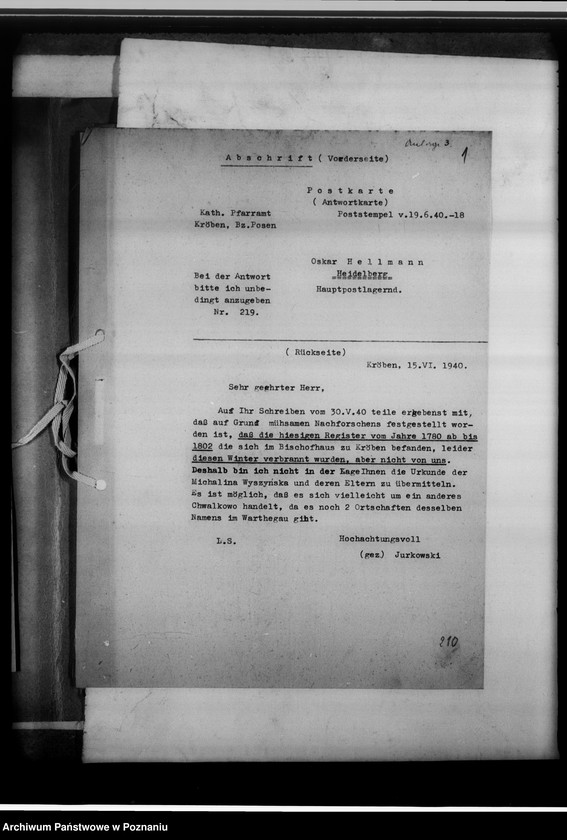 Anlage 3.
1
Abschrift (Vorderseite)
Postkarte
(Antwortkarte)
Kath. Pfarramt
Poststempel v.19.6.40.-18
Kröben, Bz.Posen
Oskar Hellmann
Heidelberg
Hauptpostlagernd.
Bei der Antwort
bitte ich unbe-
dingt anzugeben
Nr. 219.
(Rückseite)
Kröben, 15.VI. 1940.
Sehr geehrter Herr,
Auf Ihr Schreiben vom 30.V.40 teile ergebenst mit,
daß auf Grund mühsamen Nachforschens festgestellt wor-
den ist, daß die hiesigen Register vom Jahre 1780 ab bis
1802 die sich im Bischofhaus zu Kröben befanden, leider
diesen Winter verbrannt wurden, aber nicht von uns.
Deshalb bin ich nicht in der Lage Ihnen die Urkunde der
Michalina Wyszyńska und deren Eltern zu übermitteln.
Es ist möglich, daß es sich vielleicht um ein anderes
Chwalkowo handelt, da es noch 2 Ortschaften desselben
Namens im Warthegau gibt.
L.S.
Hochachtungsvoll
(gez) Jurkowski
210
Archiwum Państwowe w Poznaniu